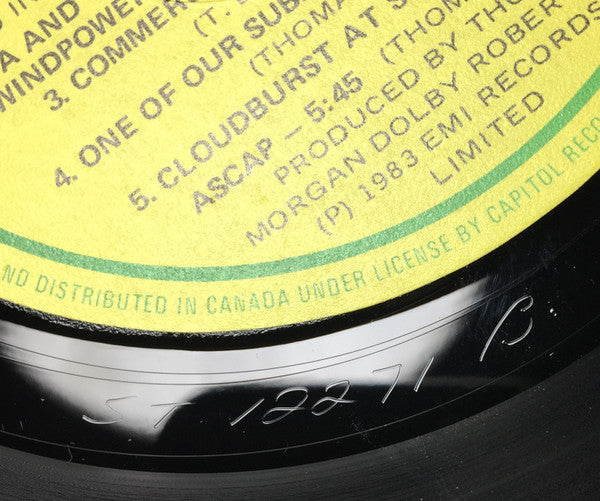 A AND
WINDPOWER
3. COMMERC
(T.
4. ONE OF OUR SUB
(THOMA
5. CLOUDBURST AT S
(THOM
ASCAP – 5:45
PRODUCED BY THO
MORGAN DOLBY ROBER
(P) 1983 EMI RECORDS
LIMITED
ND DISTRIBUTED IN CANADA UNDER LICENSE BY CAPITOL RECO
ST 12271 B